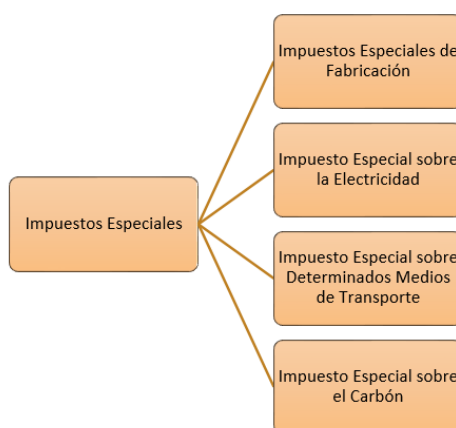 Impuestos Especiales de
Fabricación
Impuesto Especial sobre
la Electricidad
Impuestos Especiales
Impuesto Especial sobre
Determinados Medios
de Transporte
Impuesto Especial sobre
el Carbón